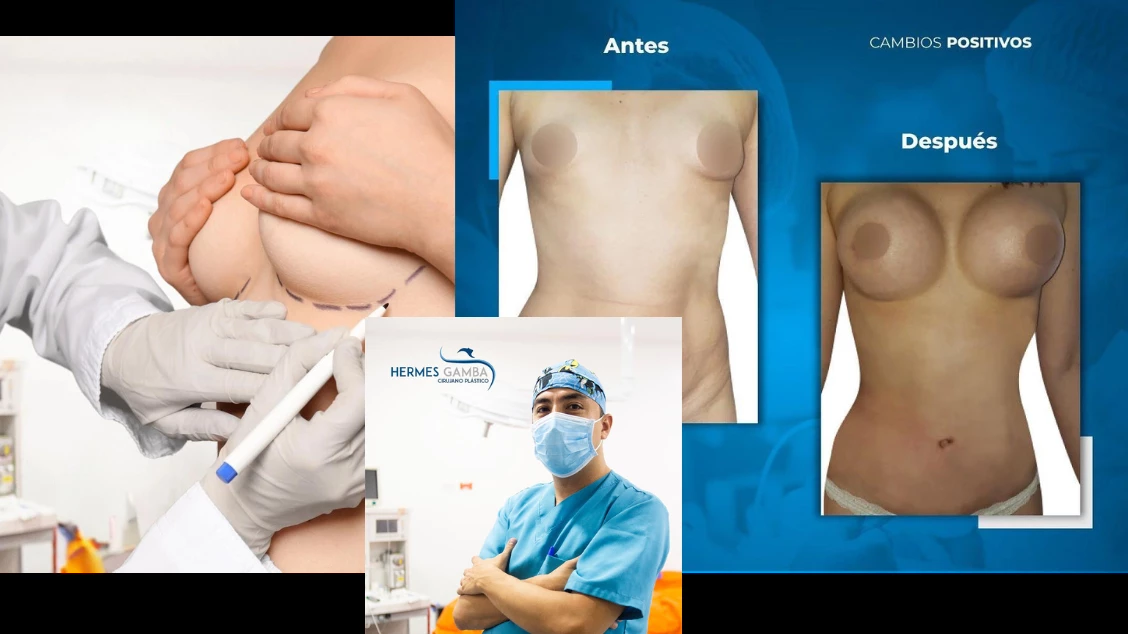 Antes
CAMBIOS POSITIVOS
Después
HERMES GAMBA
CIRUJANO PLÁSTICO